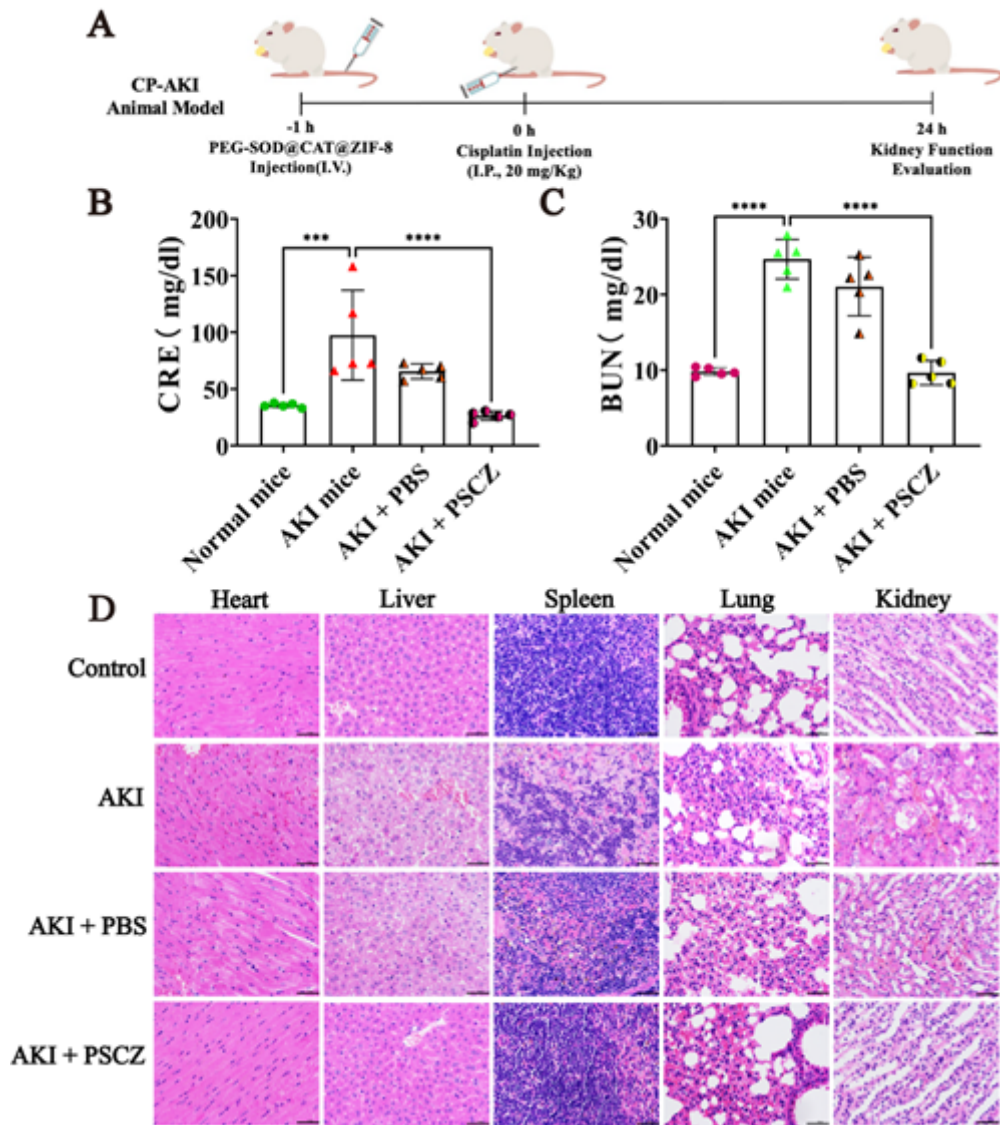 A
CP-AKI
Animal Model
-1 h
PEG-SOD@CAT@ZIF-8
Injection(I.V.)
0 h
Cisplatin Injection
(I.P., 20 mg/Kg)
24 h
Kidney Function
Evaluation
B
CRE ( mg/dl)
200
150
100
50
0
***
****
Normal mice
AKI mice
AKI + PBS
AKI + PSCZ
C
BUN ( mg/dl)
30
20
10
0
****
****
Normal mice
AKI mice
AKI + PBS
AKI + PSCZ
D
Heart Liver Spleen Lung Kidney
Control
AKI
AKI + PBS
AKI + PSCZ